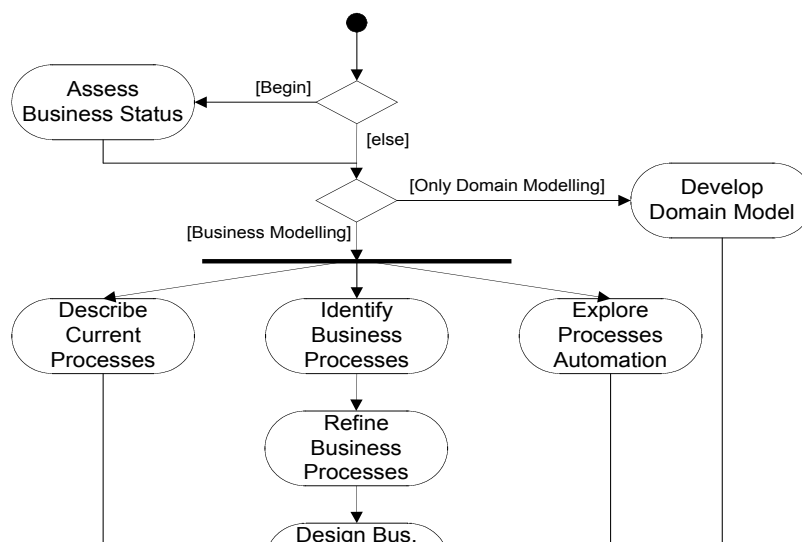 [Begin]
Assess
Business Status
[else]
[Only Domain Modelling]
Develop
Domain Model
[Business Modelling]
Describe
Current
Processes
Identify
Business
Processes
Explore
Processes
Automation
Refine
Business
Processes
Design Bus.